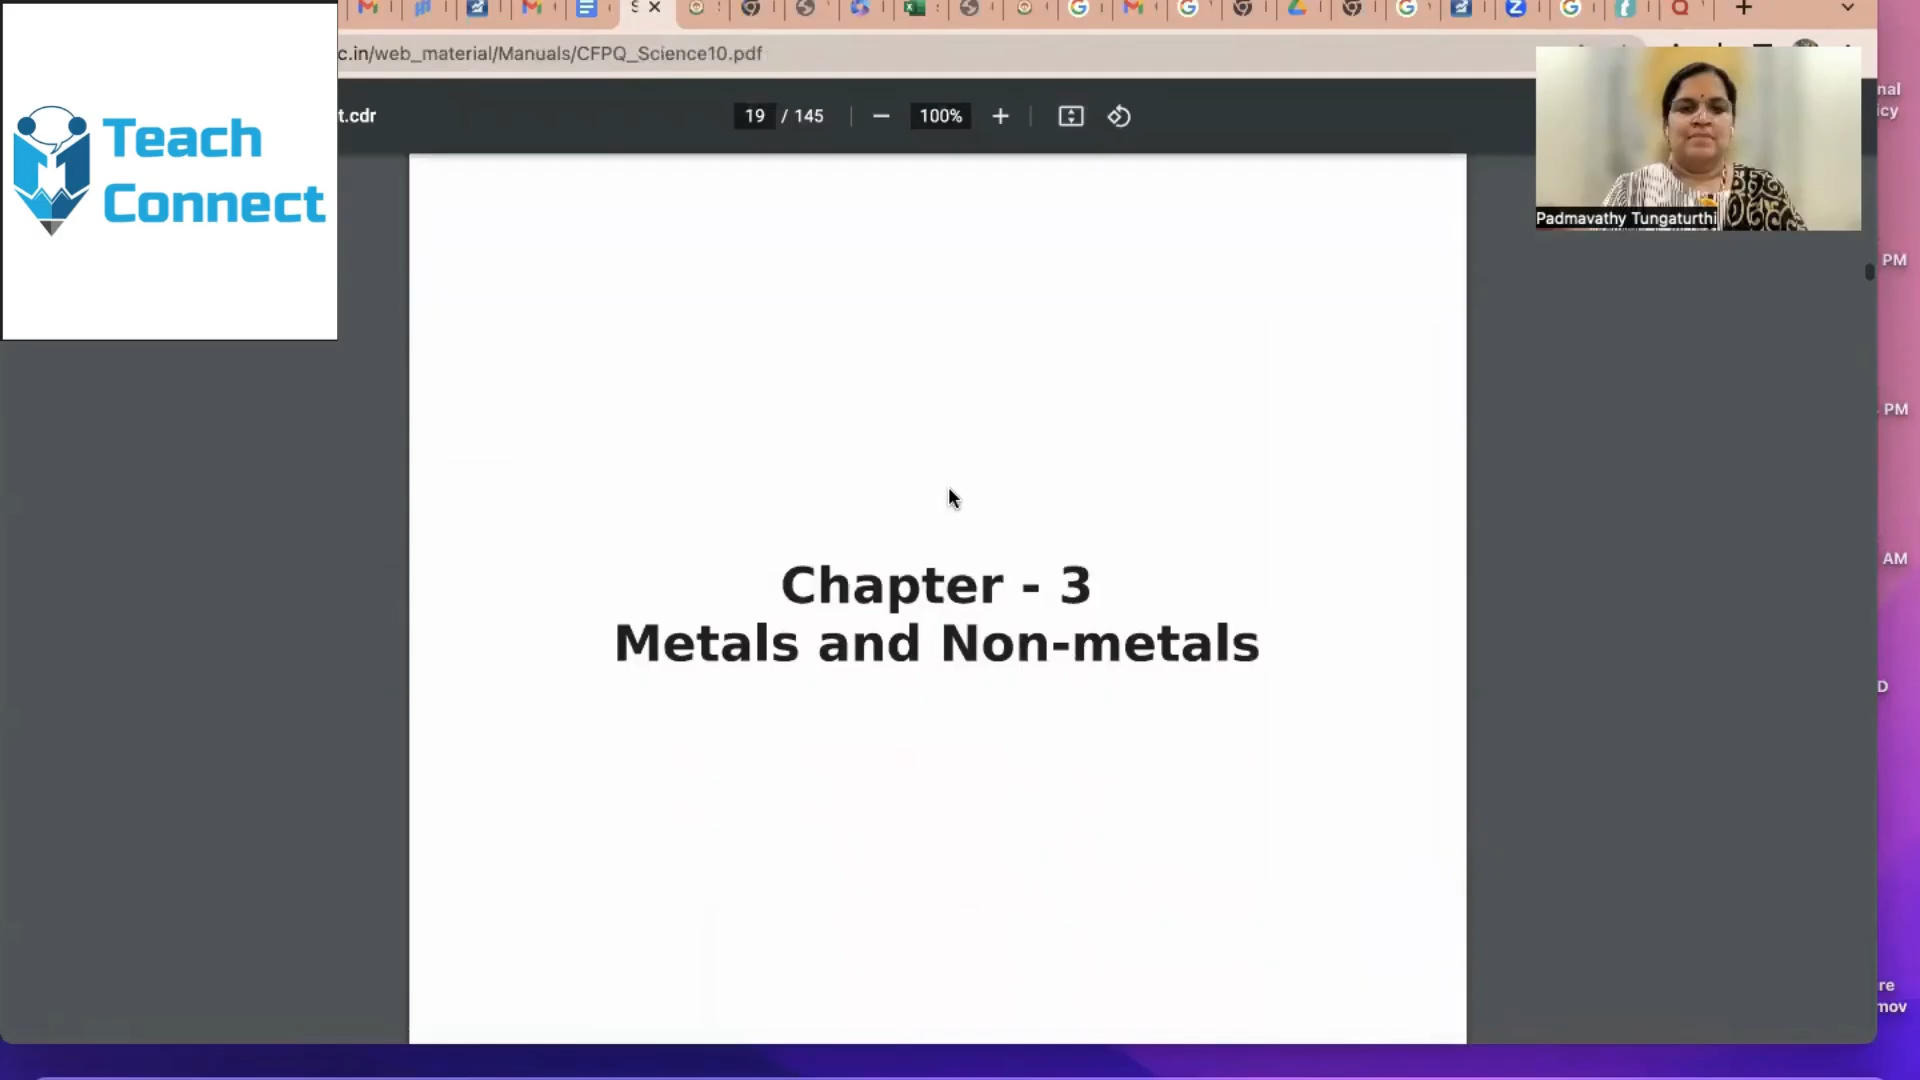 c.in/web_material/Manuals/CFPQ_Science10.pdf
Teach
Connect
t.cdr
19 / 145
100%
Padmavathy Tungaturthi
Chapter - 3
Metals and Non-metals
nal
icy
PM
PM
AM
D
re
mov